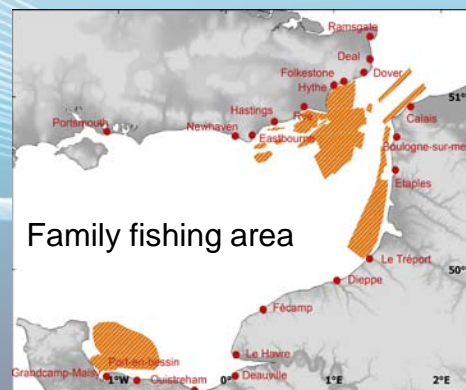 Ramsgate
Deal
Folkestone
Dover
Hythe
51°
Hastings
Rye
Calais
Portsmouth
Newhaven
Eastbourne
Boulogne-sur-mer
Etaples
Family fishing area
Le Tréport
50°
Dieppe
Fécamp
Port-en-bessin
Le Havre
Grandcamp-Maisy
1°W
0°
Deauville
1°E
2°E
Ouistreham